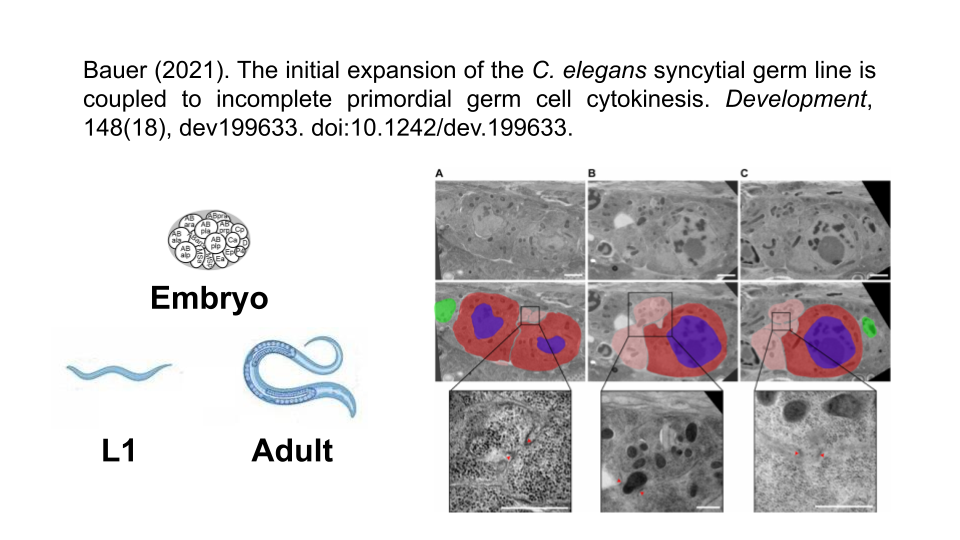 Bauer (2021). The initial expansion of the C. elegans syncytial germ line is
coupled to incomplete primordial germ cell cytokinesis. Development,
148(18), dev199633. doi:10.1242/dev.199633.
A B C
ABpra
AB ara
AB pla
AB prp
Cp
AB ala
AB plp
Ca
D
AB alp
Ep
Ea
Embryo
L1 Adult